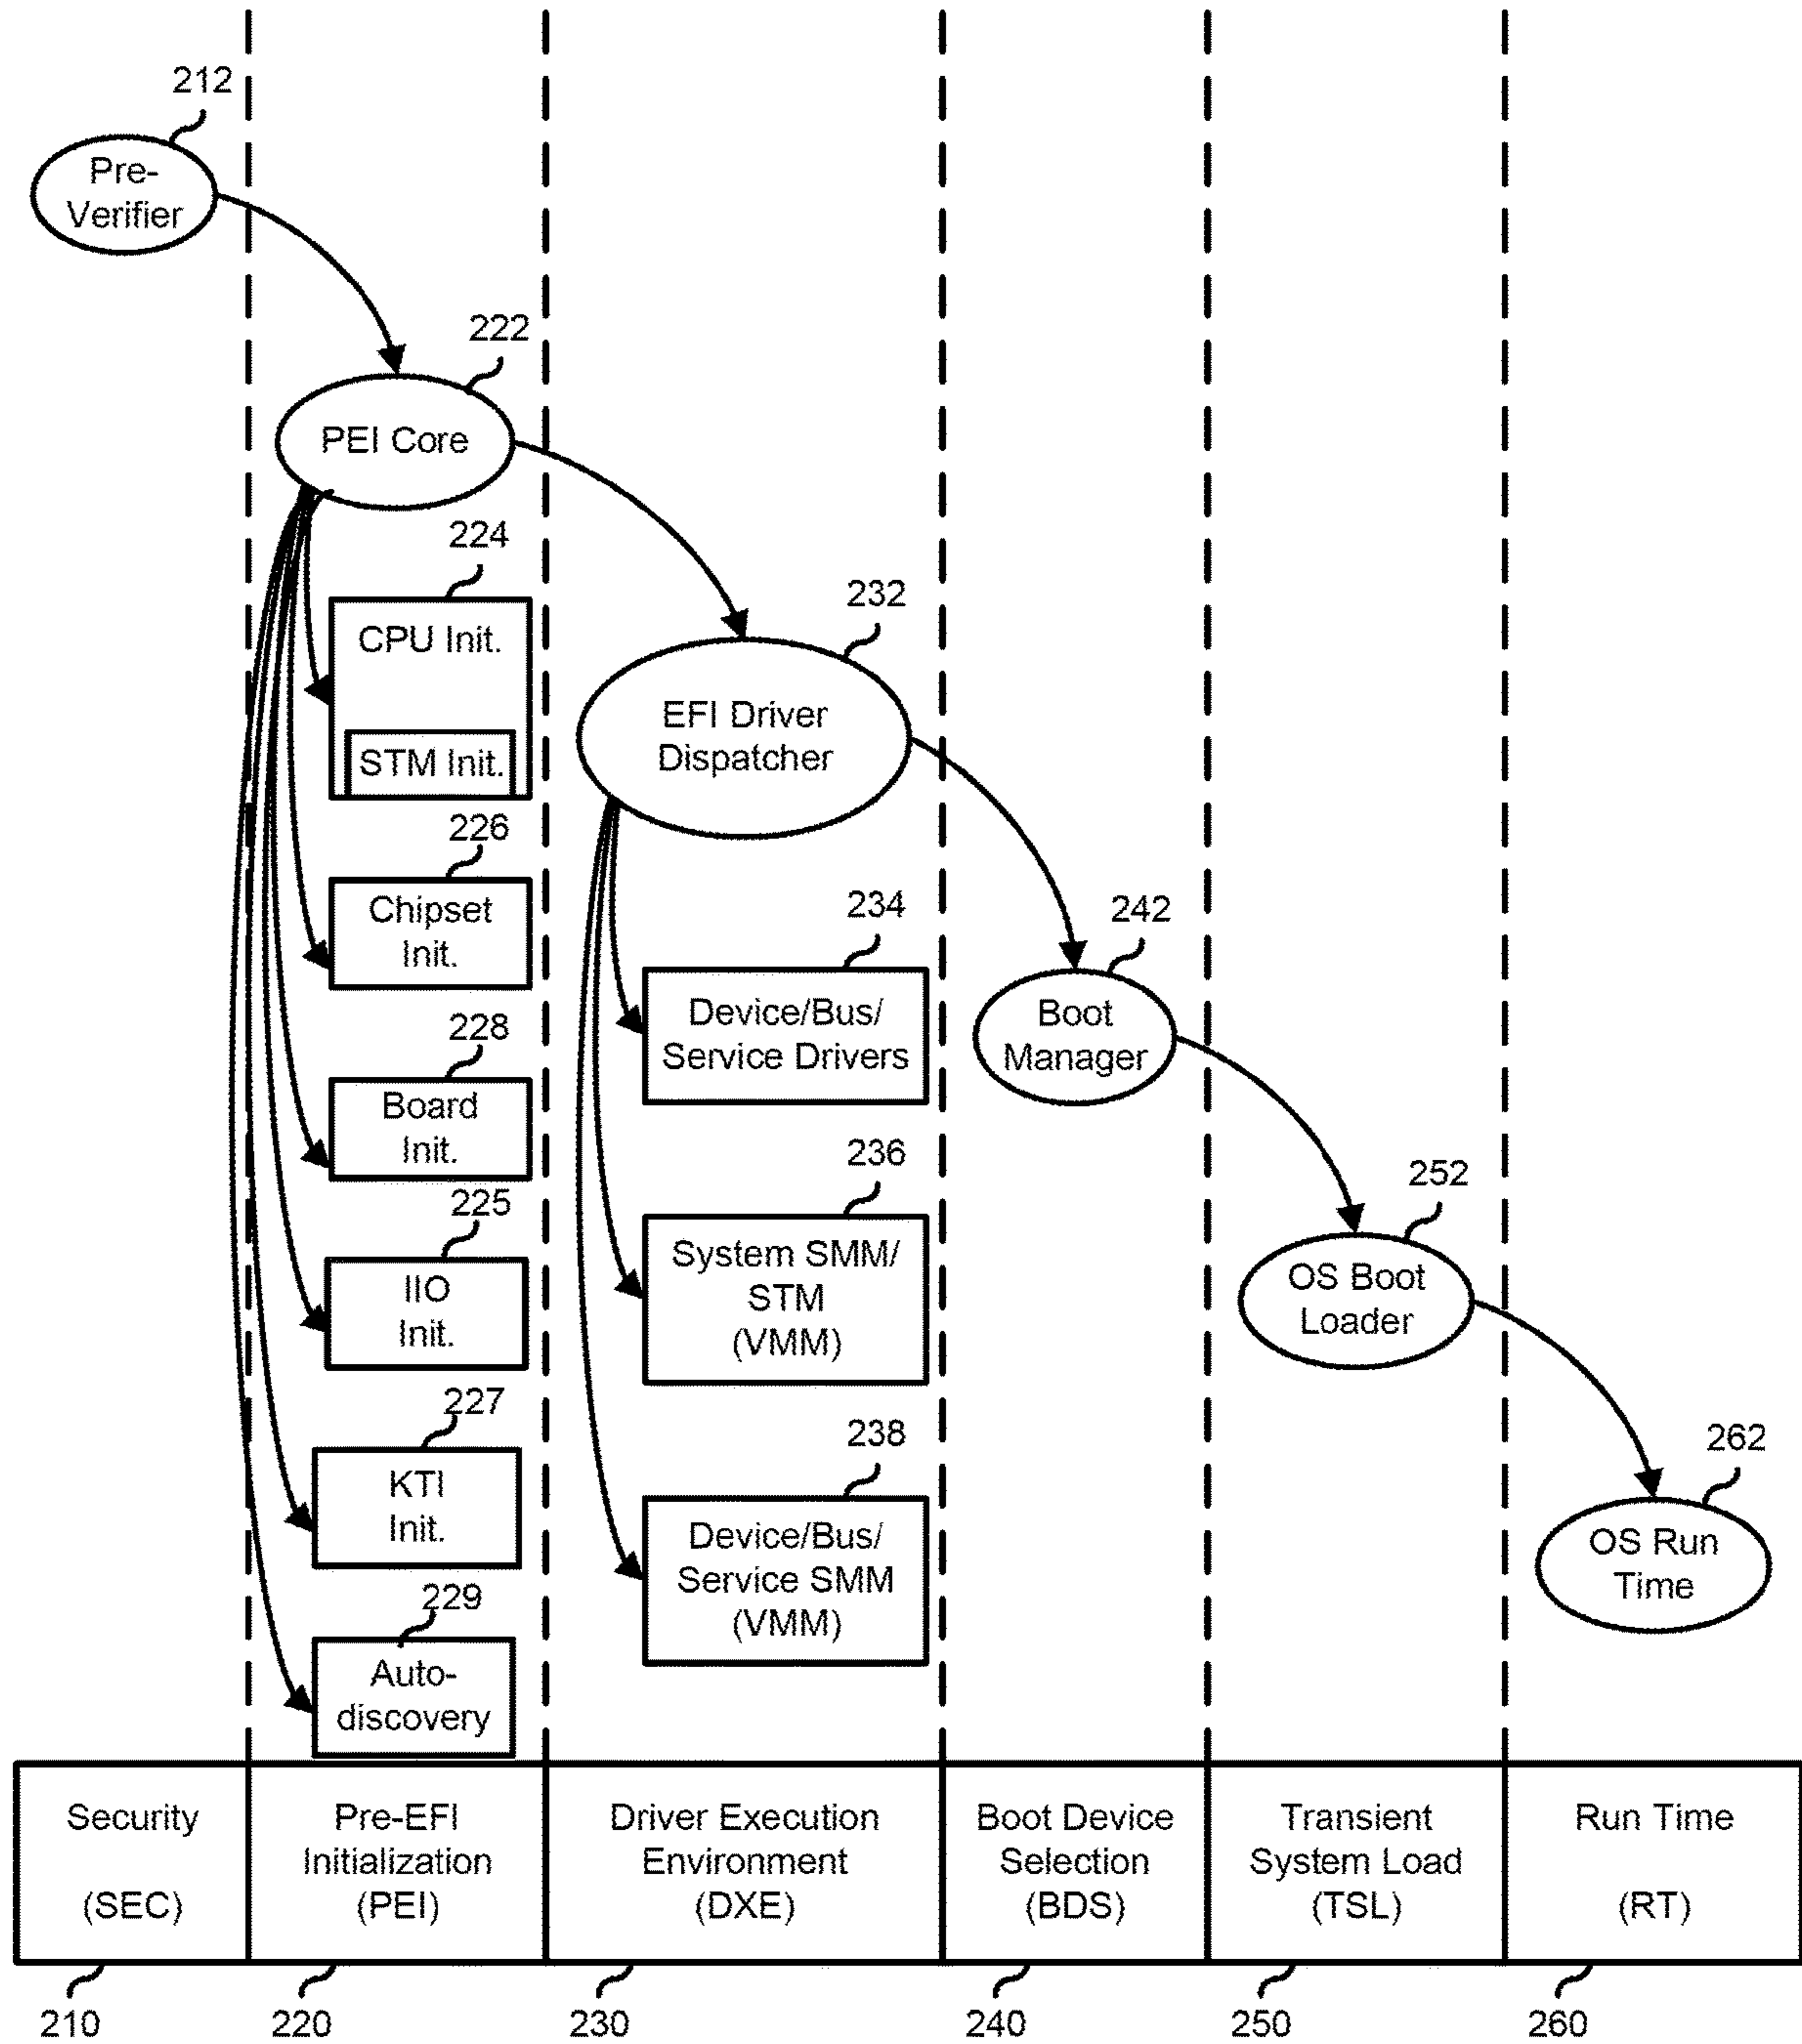 212
Pre-
Verifier
222
PEI Core
224
CPU Init.
STM Init.
226
Chipset
Init.
228
Board
Init.
225
IIO
Init.
227
KTI
Init.
229
Auto-
discovery
232
EFI Driver
Dispatcher
234
Device/Bus/
Service Drivers
236
System SMM/
STM
(VMM)
238
Device/Bus/
Service SMM
(VMM)
242
Boot
Manager
252
OS Boot
Loader
262
OS Run
Time
Security
(SEC)
Pre-EFI
Initialization
(PEI)
Driver Execution
Environment
(DXE)
Boot Device
Selection
(BDS)
Transient
System Load
(TSL)
Run Time
(RT)
210
220
230
240
250
260